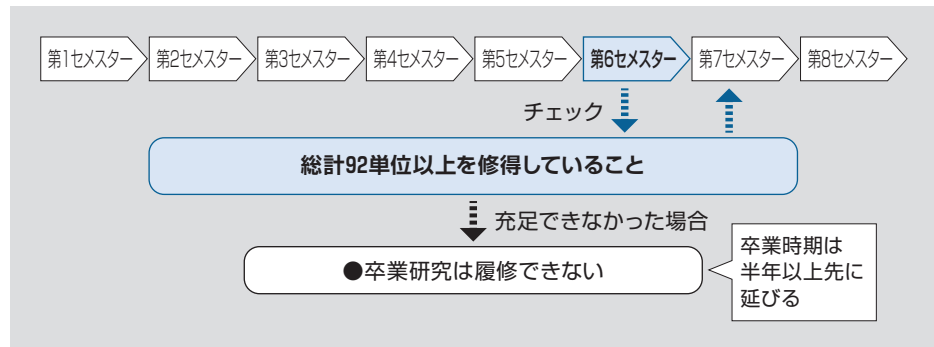 第1セメスター 第2セメスター 第3セメスター 第4セメスター 第5セメスター 第6セメスター 第7セメスター 第8セメスター
チェック
総計92単位以上を修得していること
充足できなかった場合
●卒業研究は履修できない
卒業時期は
半年以上先に
延びる